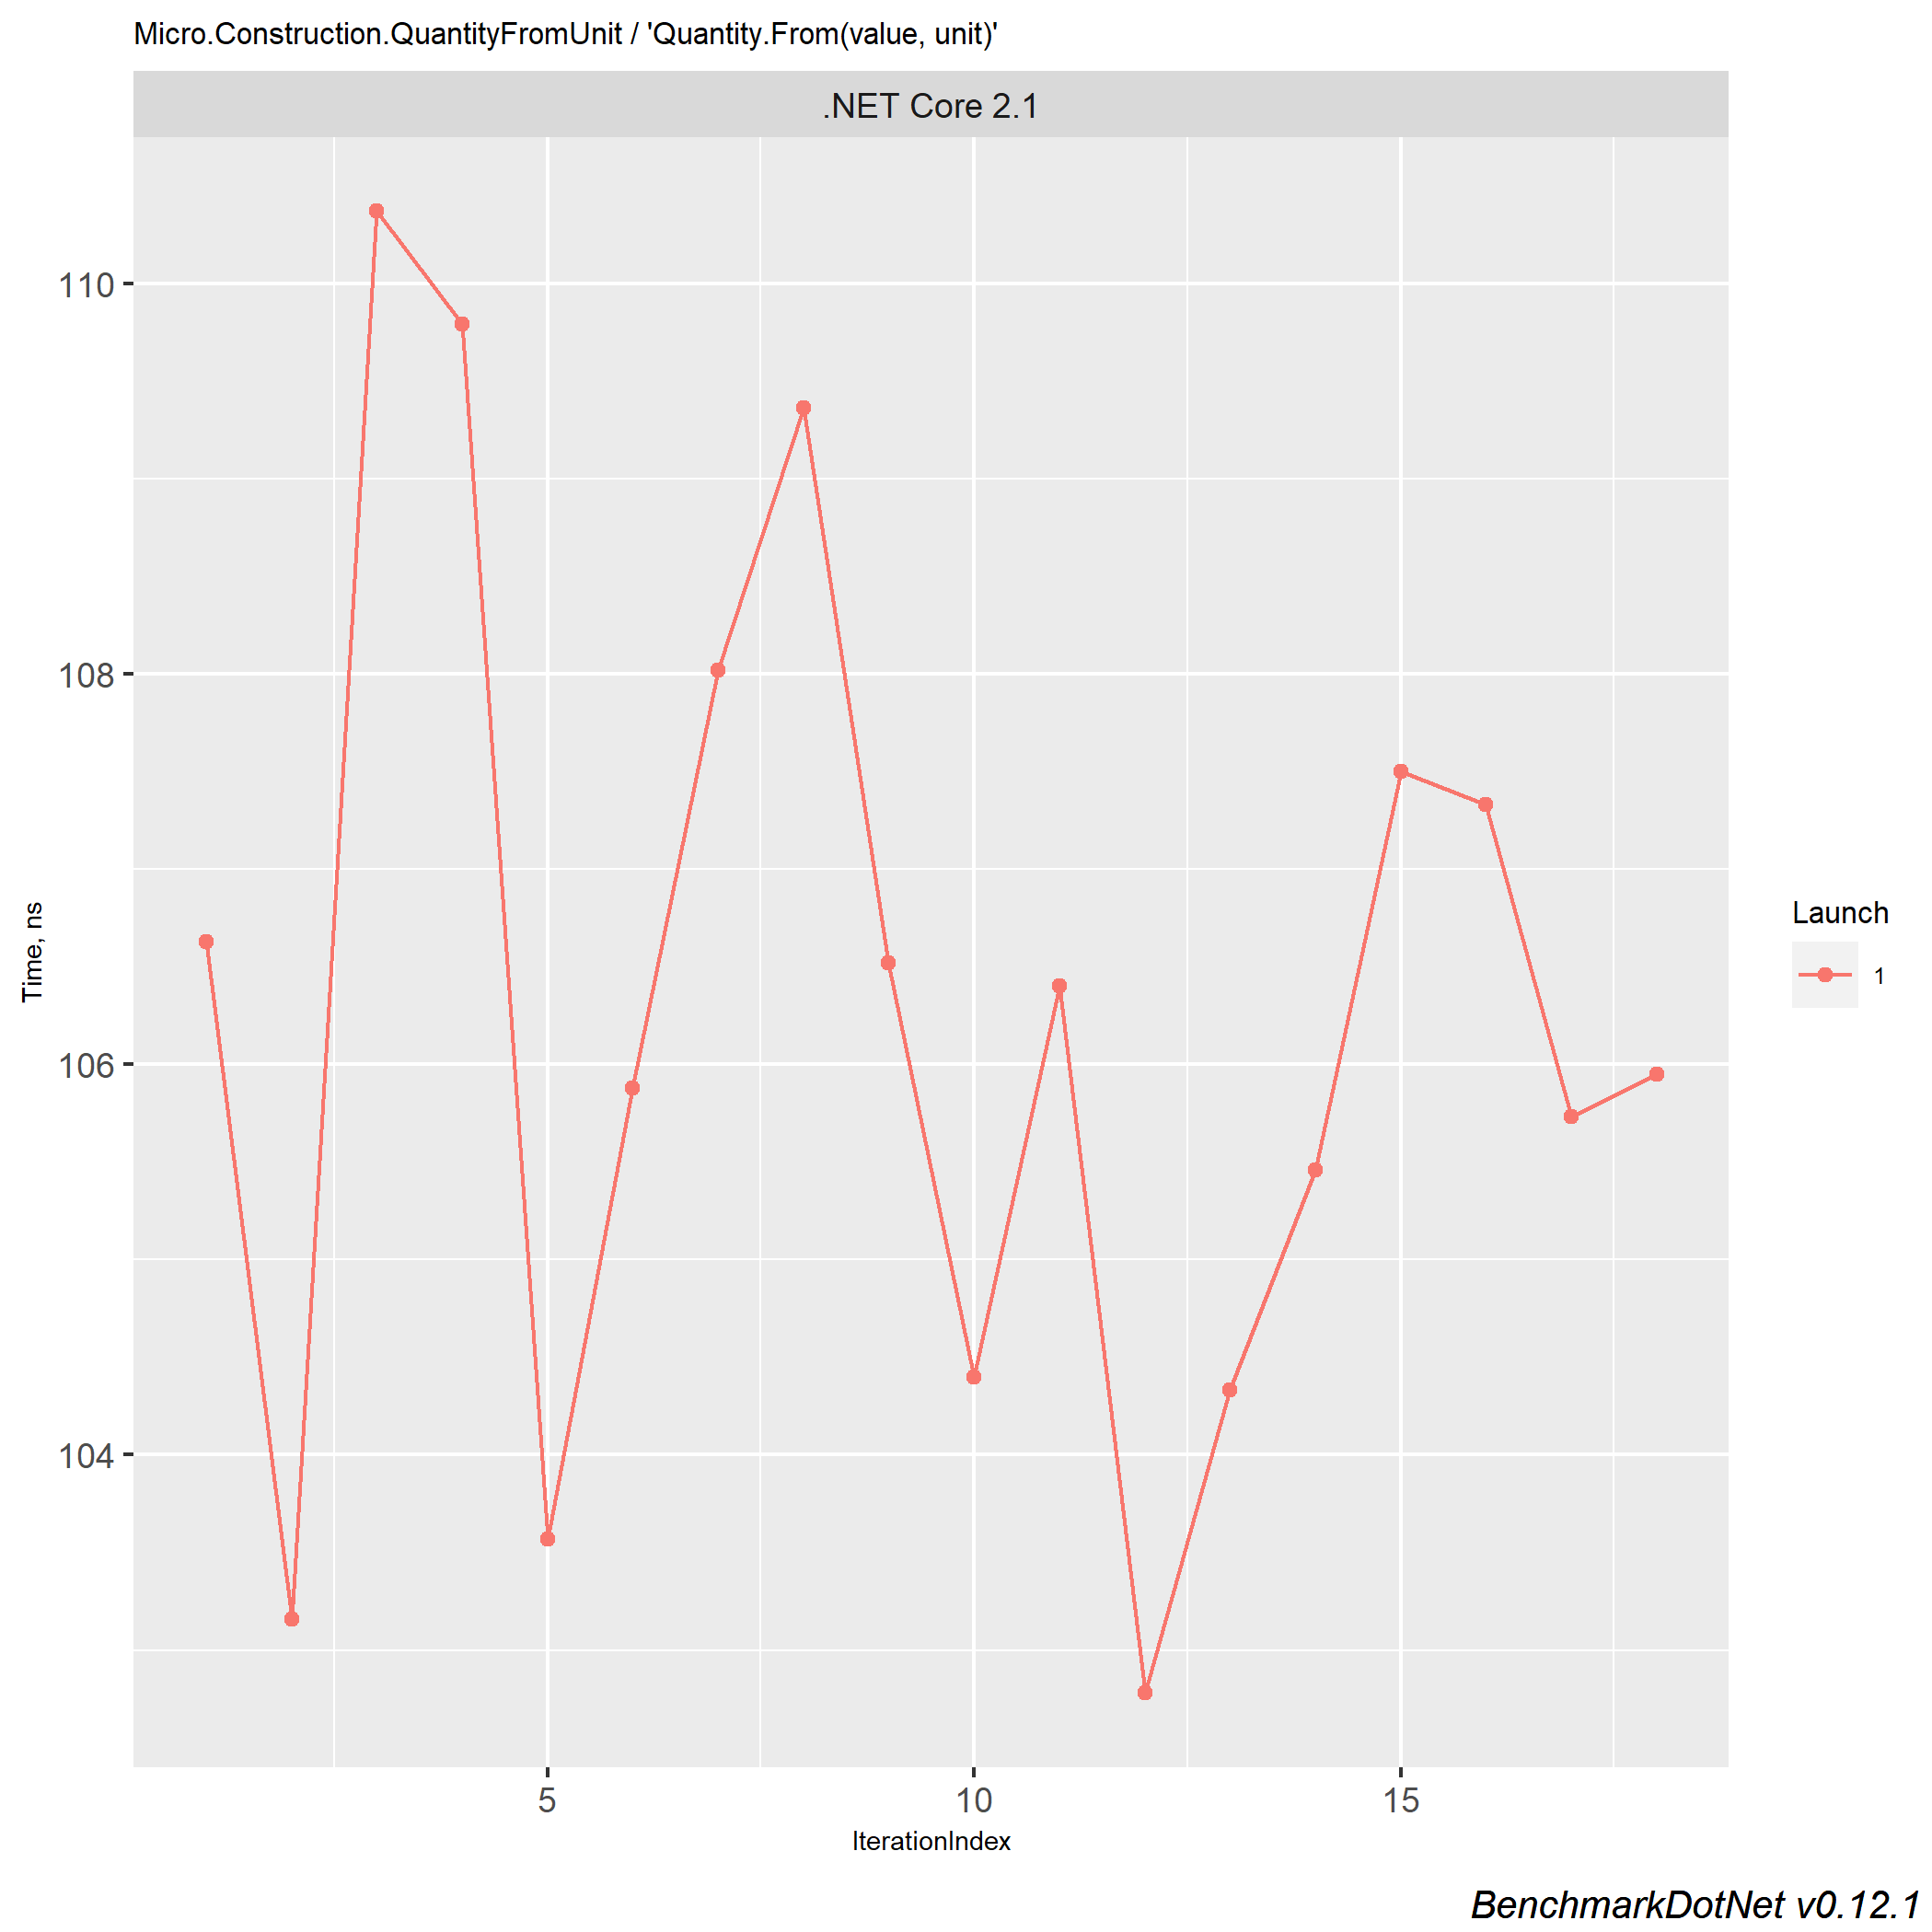 Micro.Construction.QuantityFromUnit / 'Quantity.From(value, unit)'
.NET Core 2.1
110
108
106
104
Time, ns
5
10
15
IterationIndex
Launch
1
BenchmarkDotNet v0.12.1